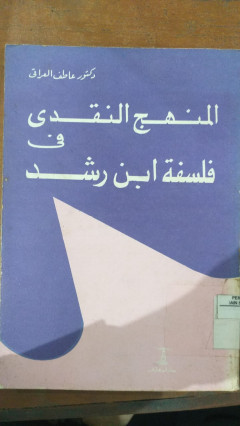 دكتور عاطف العراقى
المنهج النقدى
فى
فلسفة ابن رشد